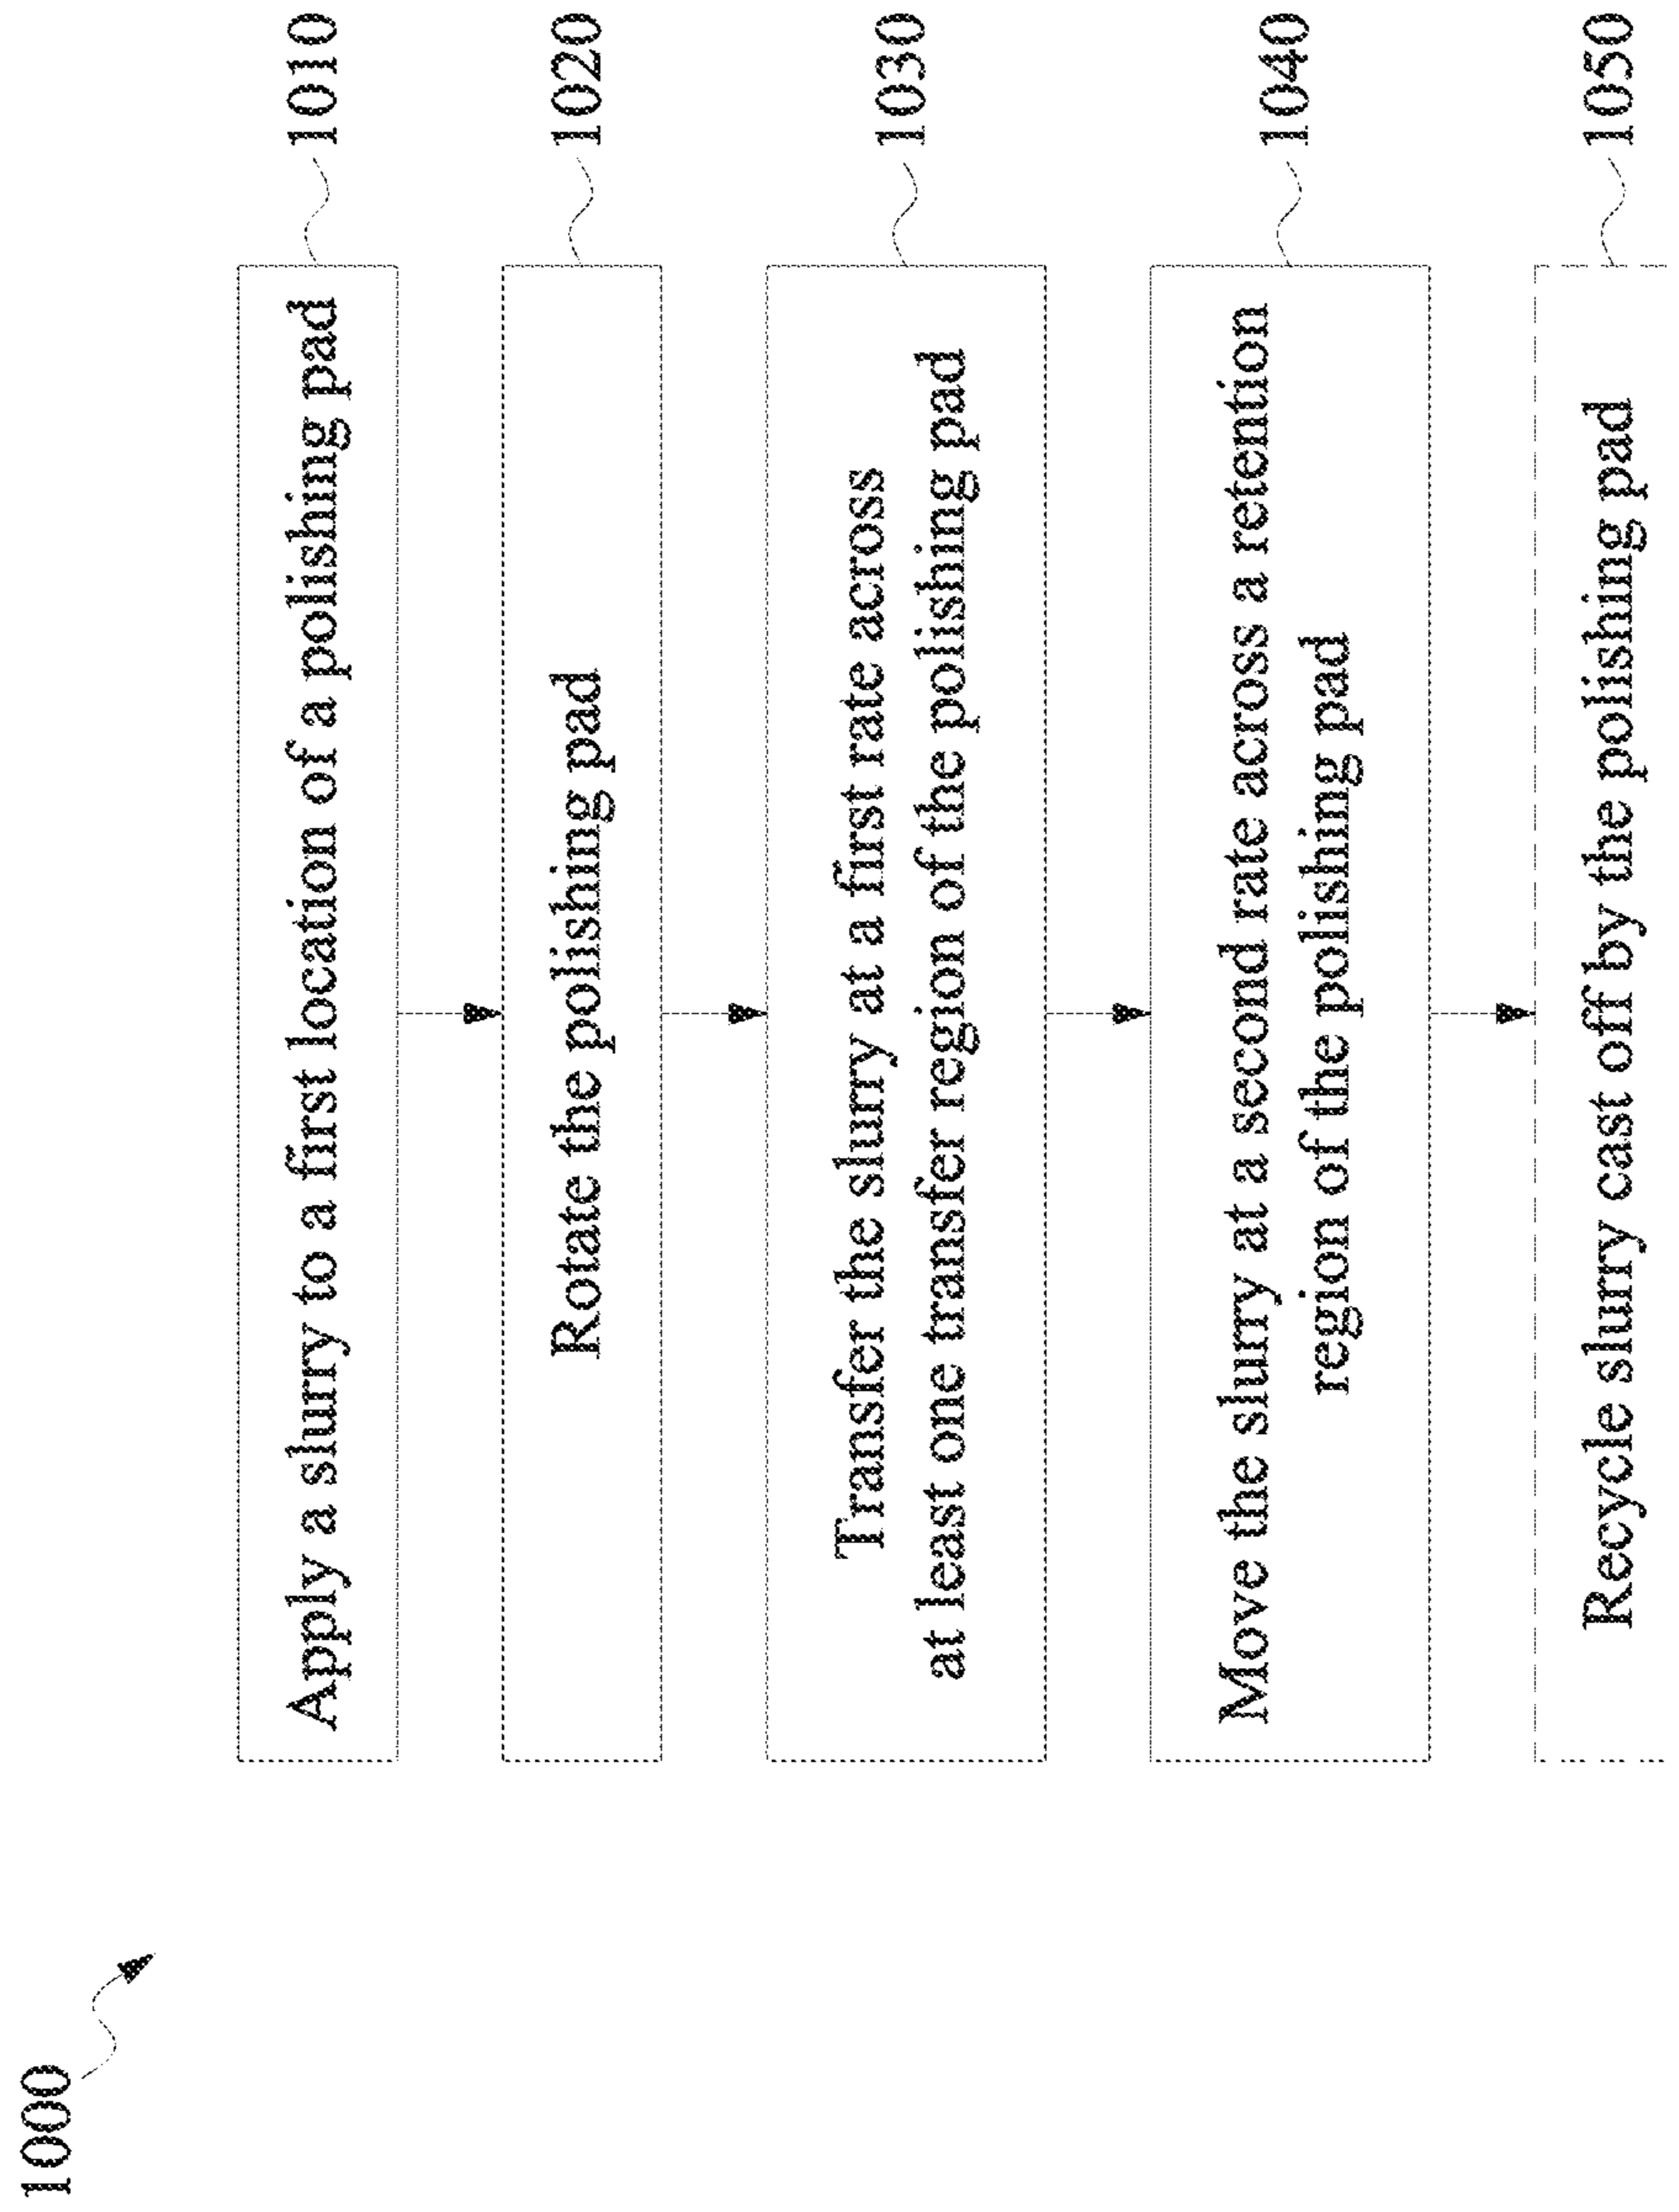 1000
Apply a slurry to a first location of a polishing pad
1010
Rotate the polishing pad
1020
Transfer the slurry at a first rate across
at least one transfer region of the polishing pad
1030
Move the slurry at a second rate across a retention
region of the polishing pad
1040
Recycle slurry cast off by the polishing pad
1050